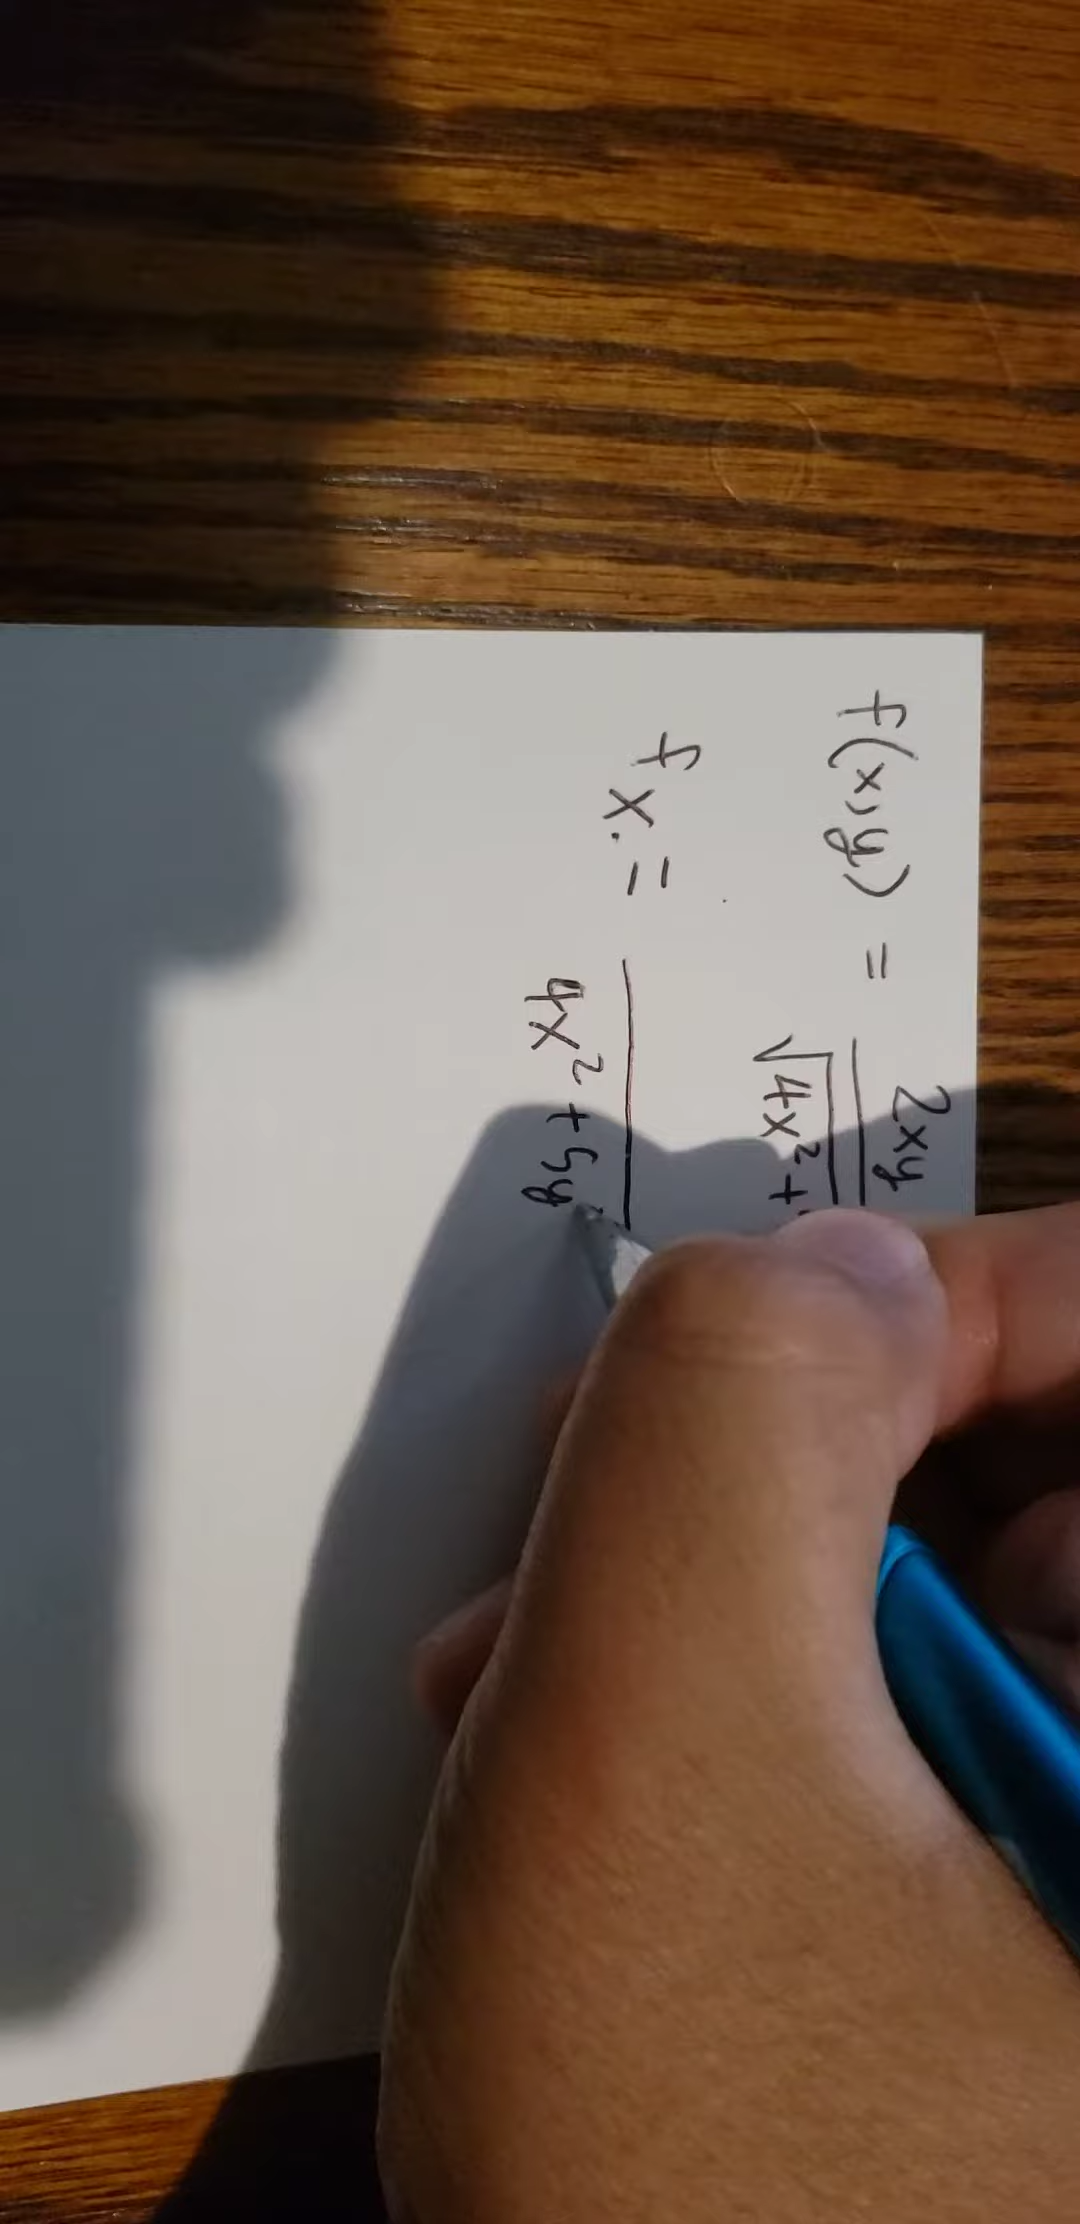 f(x,y) = 2xy / √4x² +
fx = / 4x² + 5y